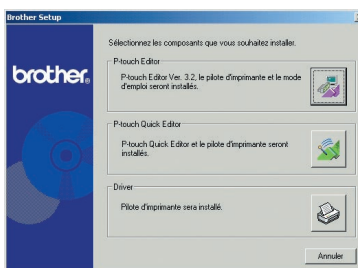 Brother Setup
Sélectionnez les composants que vous souhaitez installer.
brother®
P-touch Editor
P-touch Editor Ver. 3.2, le pilote d'imprimante et le mode
d'emploi seront installés.
P-touch Quick Editor
P-touch Quick Editor et le pilote d'imprimante seront
installés.
Driver
Pilote d'imprimante sera installé.
Annuler